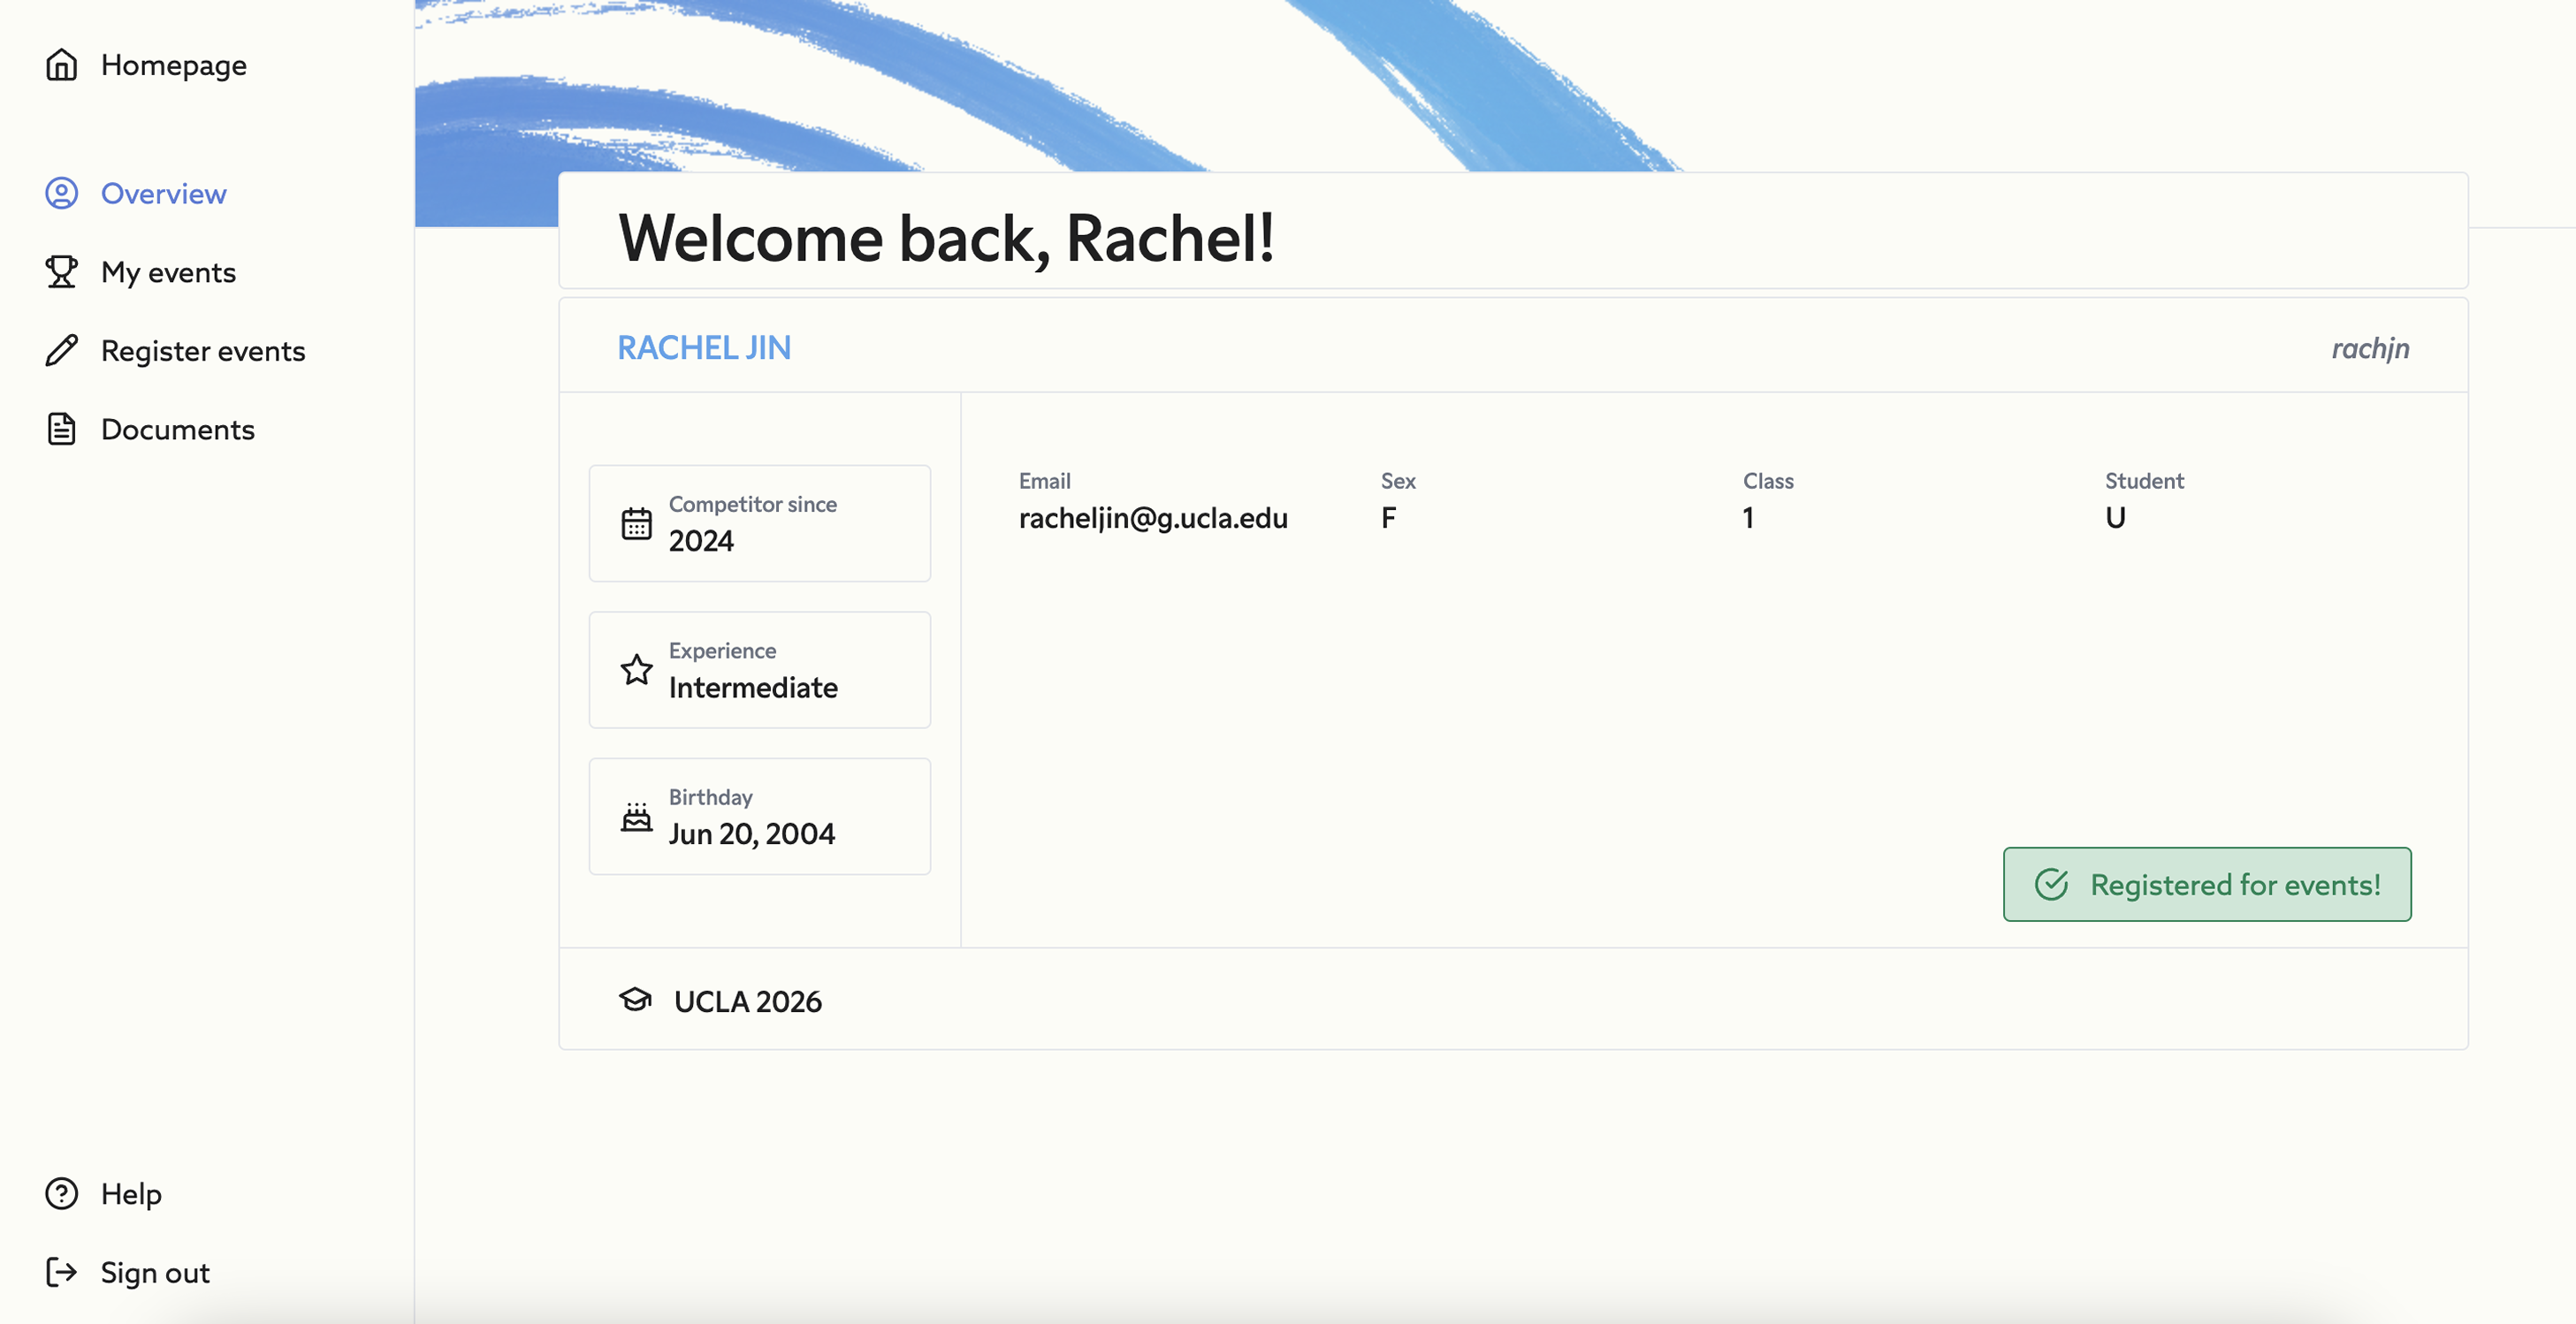 Homepage
Overview
My events
Register events
Documents
Help
Sign out
Welcome back, Rachel!
RACHEL JIN
rachjn
Competitor since
2024
Experience
Intermediate
Birthday
Jun 20, 2004
Email
racheljin@g.ucla.edu
Sex
F
Class
1
Student
U
Registered for events!
UCLA 2026